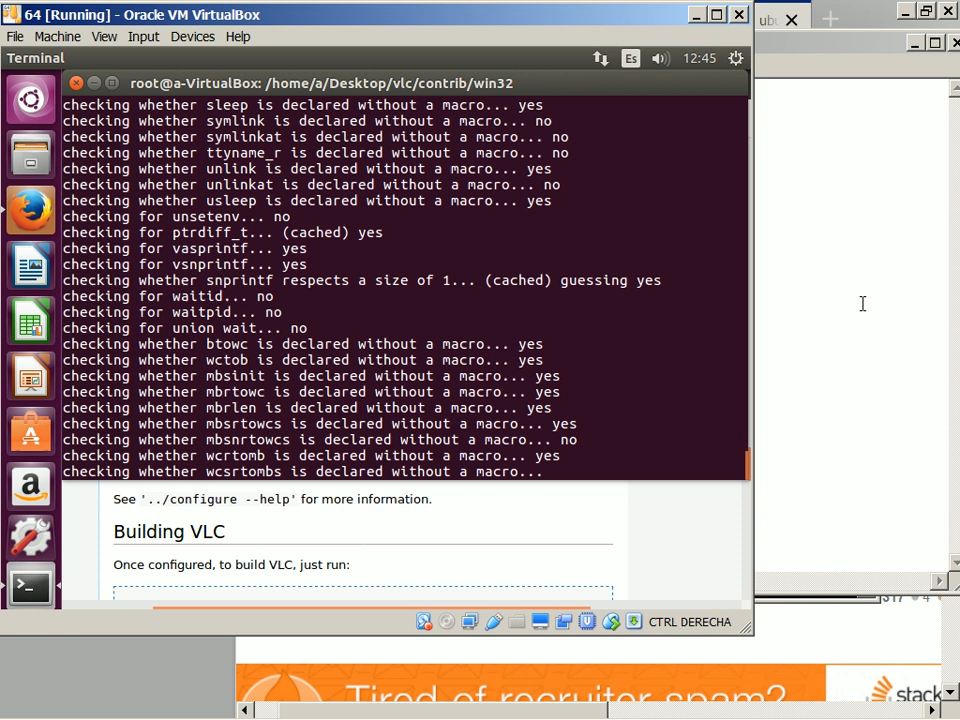 64 [Running] - Oracle VM VirtualBox
ubu
File Machine View Input Devices Help
Terminal
Es
12:45
root@a-VirtualBox: /home/a/Desktop/vlc/contrib/win32
checking whether sleep is declared without a macro... yes
checking whether symlink is declared without a macro... no
checking whether symlinkat is declared without a macro... no
checking whether ttyname_r is declared without a macro... no
checking whether unlink is declared without a macro... yes
checking whether unlinkat is declared without a macro... no
checking whether usleep is declared without a macro... yes
checking for unsetenv... no
checking for ptrdiff_t... (cached) yes
checking for vasprintf... yes
checking for vsnprintf... yes
checking whether snprintf respects a size of 1... (cached) guessing yes
checking for waitid... no
checking for waitpid... no
checking for union wait... no
checking whether btowc is declared without a macro... yes
checking whether wctob is declared without a macro... yes
checking whether mbsinit is declared without a macro... yes
checking whether mbrtowc is declared without a macro... yes
checking whether mbrlen is declared without a macro... yes
checking whether mbsrtowcs is declared without a macro... yes
checking whether mbsnrtowcs is declared without a macro... no
checking whether wcrtomb is declared without a macro... yes
checking whether wcsrtombs is declared without a macro...
See '../configure --help' for more information.
Building VLC
Once configured, to build VLC, just run:
CTRL DERECHA
Tired of recruiter spam?
stack